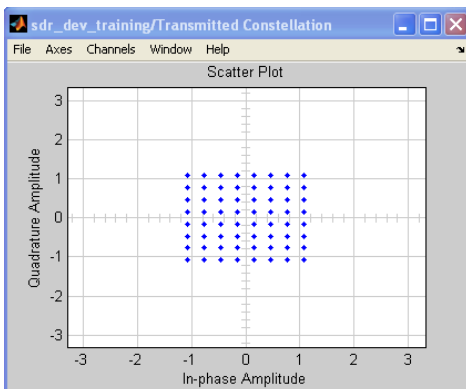 sdr_dev_training/Transmitted Constellation
File Axes Channels Window Help
Scatter Plot
Quadrature Amplitude
3
2
1
0
-1
-2
-3
-3 -2 -1 0 1 2 3
In-phase Amplitude